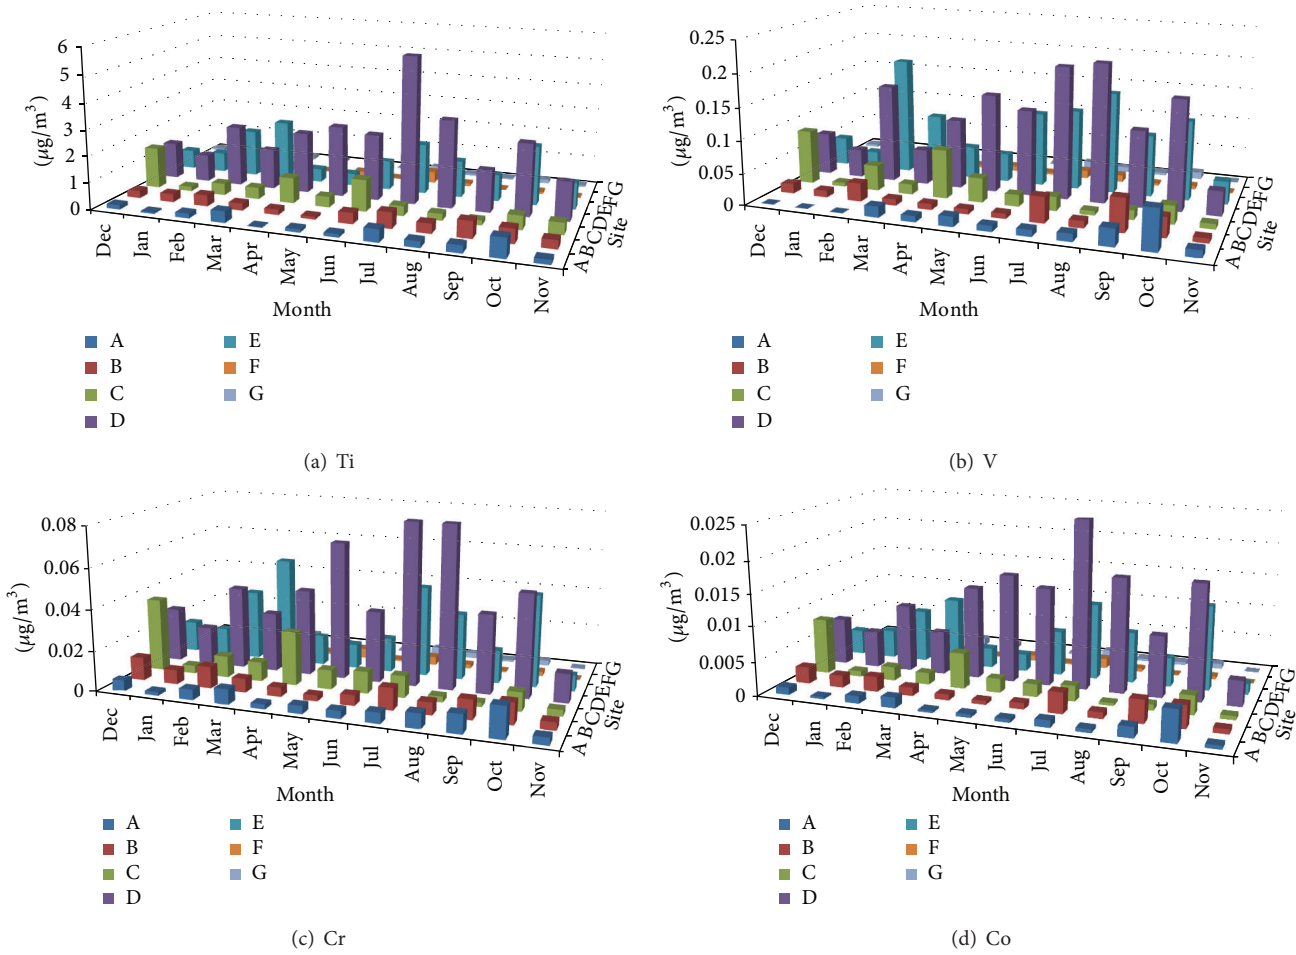 6
5
4
3
2
1
0
(µg/m³)
Dec
Jan
Feb
Mar
Apr
May
Jun
Jul
Aug
Sep
Oct
Nov
Month
A
B
C
D
E
F
G
Site
A
B
C
D
E
F
G
(a) Ti
0.25
0.2
0.15
0.1
0.05
0
(µg/m³)
Dec
Jan
Feb
Mar
Apr
May
Jun
Jul
Aug
Sep
Oct
Nov
Month
A
B
C
D
E
F
G
Site
A
B
C
D
E
F
G
(b) V
0.08
0.06
0.04
0.02
0
(µg/m³)
Dec
Jan
Feb
Mar
Apr
May
Jun
Jul
Aug
Sep
Oct
Nov
Month
A
B
C
D
E
F
G
Site
A
B
C
D
E
F
G
(c) Cr
0.025
0.02
0.015
0.01
0.005
0
(µg/m³)
Dec
Jan
Feb
Mar
Apr
May
Jun
Jul
Aug
Sep
Oct
Nov
Month
A
B
C
D
E
F
G
Site
A
B
C
D
E
F
G
(d) Co